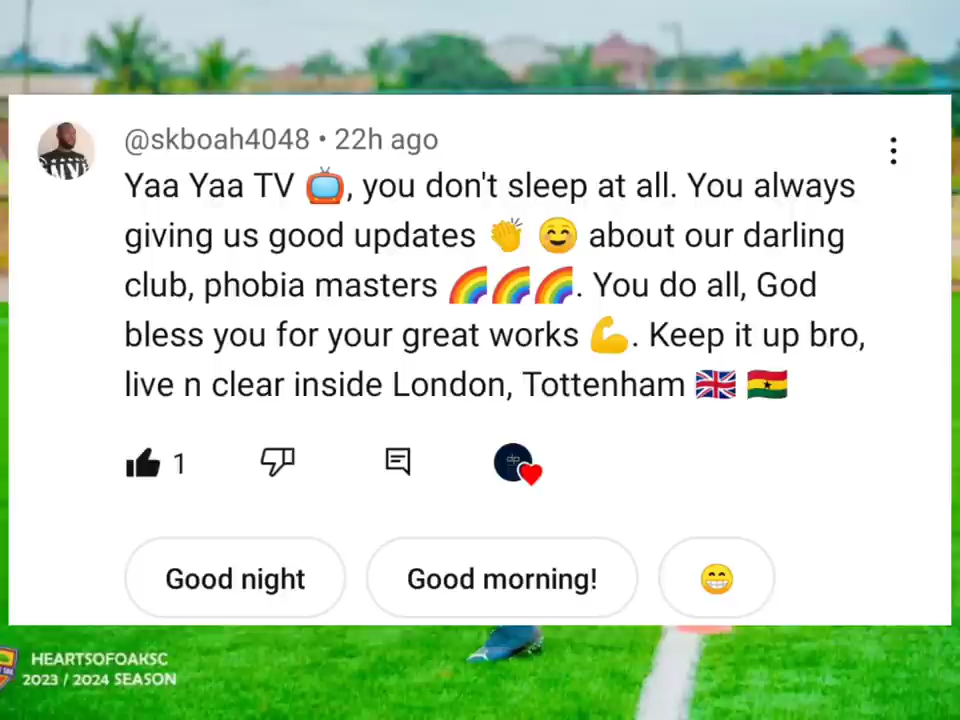 @skboah4048 • 22h ago
Yaa Yaa TV 📺, you don't sleep at all. You always
giving us good updates 👏 😊 about our darling
club, phobia masters 🌈🌈🌈. You do all, God
bless you for your great works 💪. Keep it up bro,
live n clear inside London, Tottenham 🇬🇧 🇬🇭
1
Good night
Good morning!
😁
HEARTSOFOAKSC
2023 / 2024 SEASON